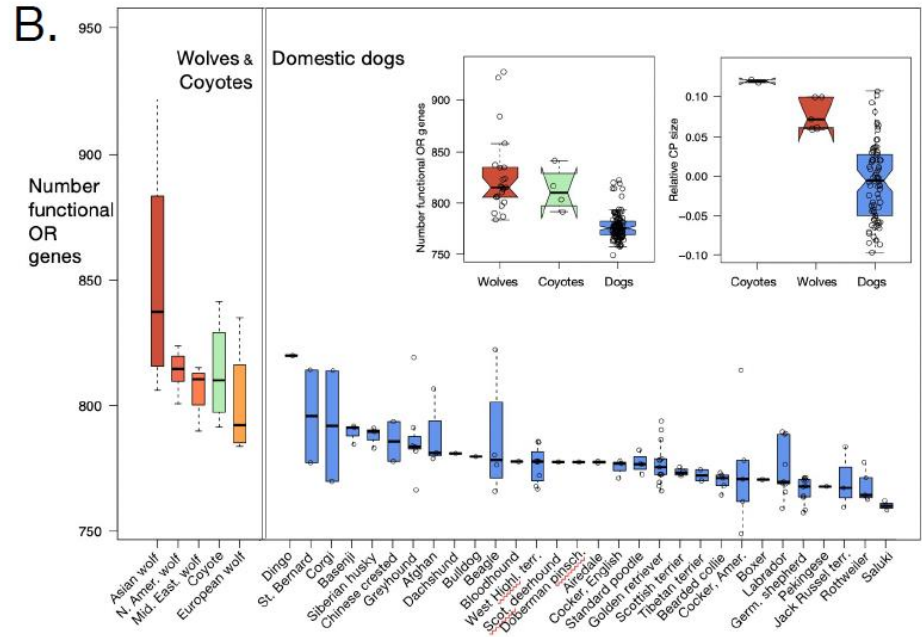 B.
950
900
850
800
750
Number
functional
OR
genes
Wolves &
Coyotes
Domestic dogs
Number functional OR genes
900
850
800
750
Wolves
Coyotes
Dogs
Relative CP size
0.10
0.05
0.00
−0.05
−0.10
Coyotes
Wolves
Dogs
Asian wolf
N. Amer. wolf
Mid. East. wolf
Coyote
European wolf
Dingo
St. Bernard
Corgi
Basenji
Siberian husky
Chinese crested
Greyhound
Afghan
Dachshund
Bulldog
Beagle
Bloodhound
West Highl. terr.
Scot. deerhound
Doberman pinsch.
Airedale
Cocker, English
Standard poodle
Golden retriever
Scottish terrier
Tibetan terrier
Bearded collie
Cocker, Amer.
Boxer
Labrador
Germ. shepherd
Pekingese
Jack Russel terr.
Rottweiler
Saluki